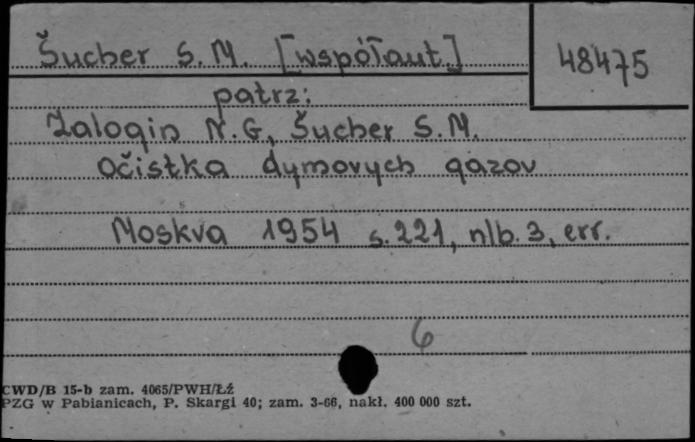 Šucher S. M. [współaut.]
48475
patrz:
Zalogin N. G., Šucher S. M.
Očistka dymovych gazov
Moskva 1954 s. 221, nlb. 3, err.
6
CWD/B 15-b zam. 4065/PWH/ŁŹ
PZG w Pabianicach, P. Skargi 40; zam. 3-66, nakł. 400 000 szt.